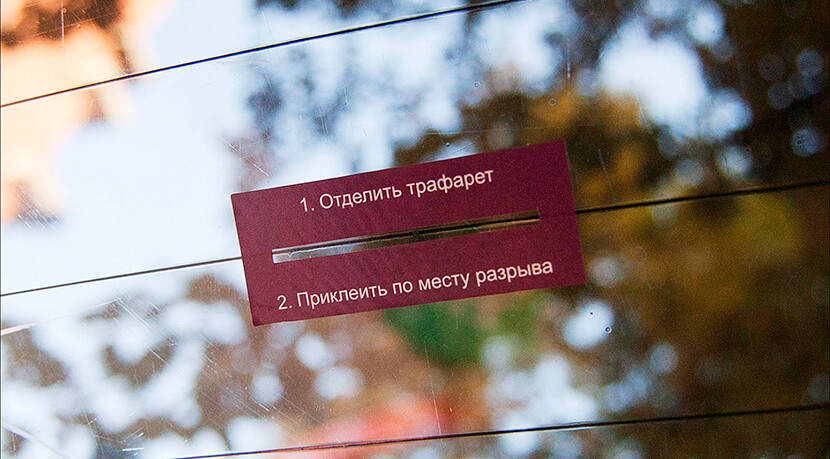 1. Отделить трафарет
2. Приклеить по месту разрыва